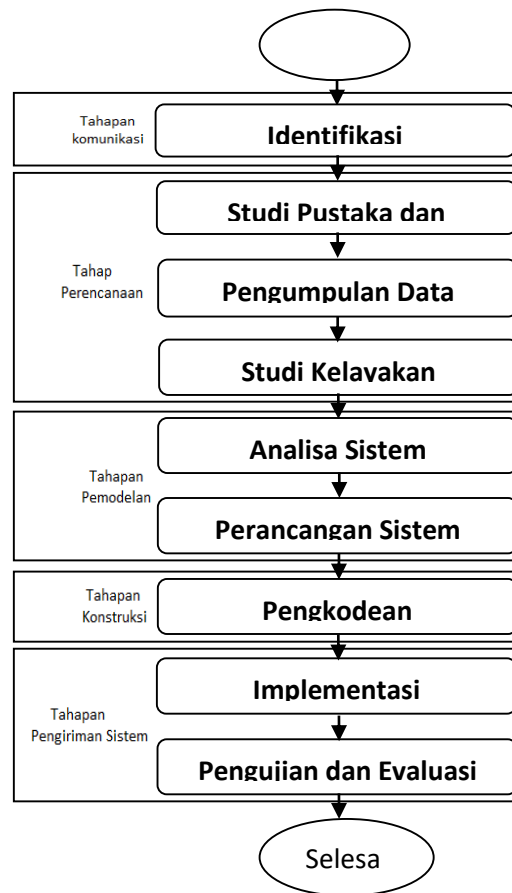 Tahapan
komunikasi
Identifikasi
Studi Pustaka dan
Tahap
Perencanaan
Pengumpulan Data
Studi Kelayakan
Analisa Sistem
Tahapan
Pemodelan
Perancangan Sistem
Tahapan
Konstruksi
Pengkodean
Implementasi
Tahapan
Pengiriman Sistem
Pengujian dan Evaluasi
Selesa